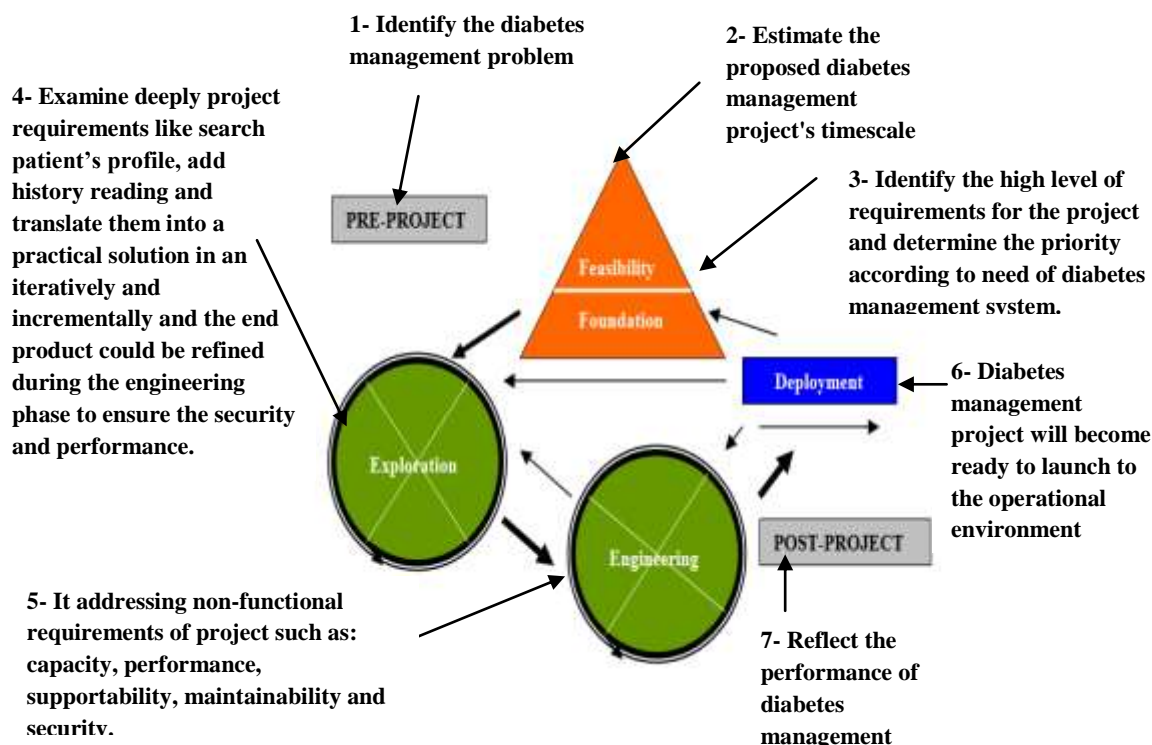 1- Identify the diabetes
management problem
2- Estimate the
proposed diabetes
management
project's timescale
4- Examine deeply project
requirements like search
patient’s profile, add
history reading and
translate them into a
practical solution in an
iteratively and
incrementally and the end
product could be refined
during the engineering
phase to ensure the security
and performance.
3- Identify the high level of
requirements for the project
and determine the priority
according to need of diabetes
management system.
PRE-PROJECT
Feasibility
Foundation
Deployment
6- Diabetes
management
project will become
ready to launch to
the operational
environment
Exploration
Engineering
POST-PROJECT
5- It addressing non-functional
requirements of project such as:
capacity, performance,
supportability, maintainability and
security.
7- Reflect the
performance of
diabetes
management